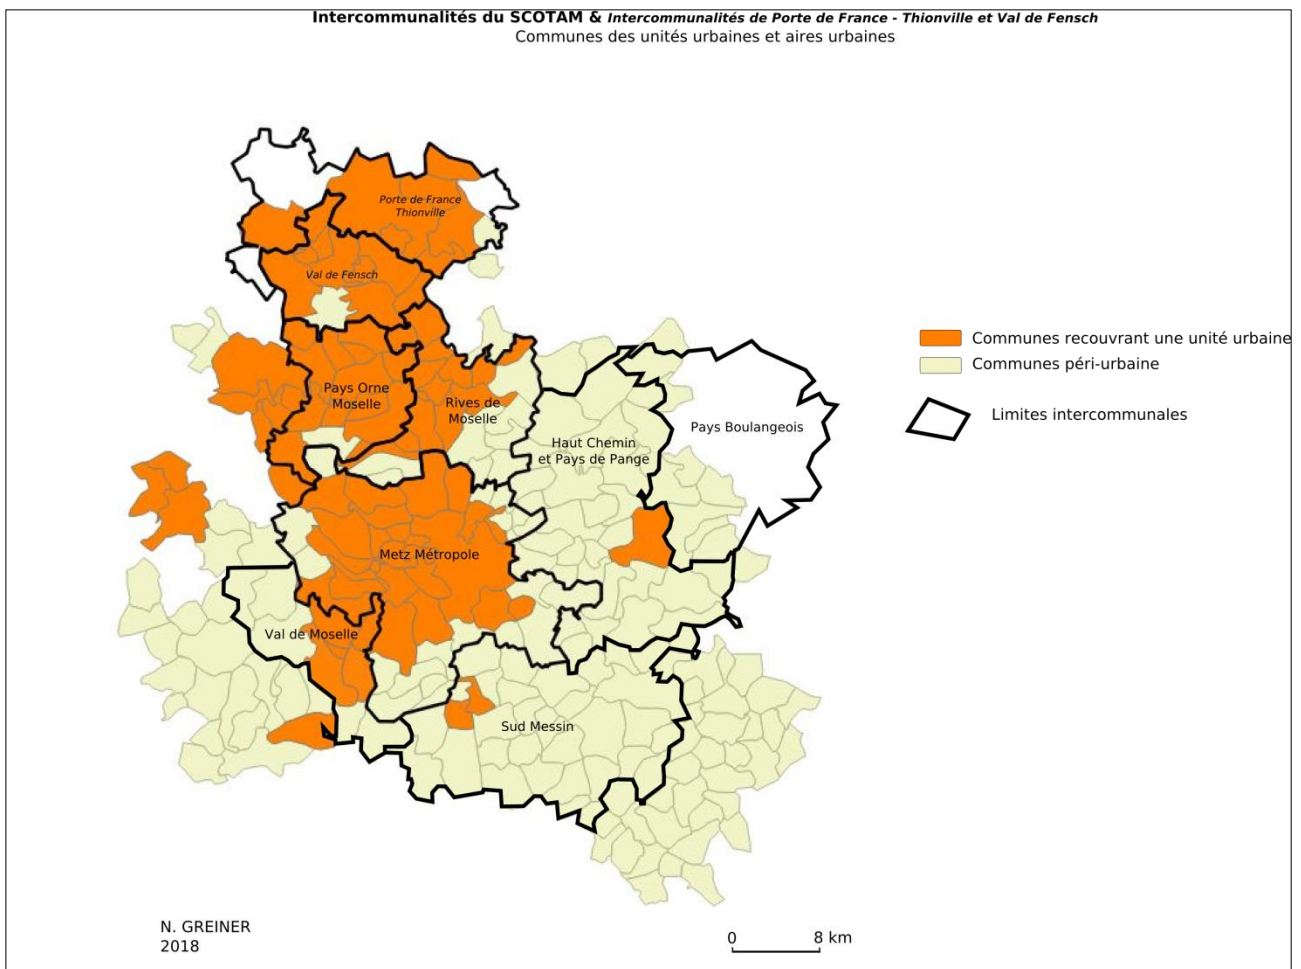 Intercommunalités du SCOTAM & Intercommunalités de Porte de France - Thionville et Val de Fensch
Communes des unités urbaines et aires urbaines
Porte de France
Thionville
Val de Fensch
Pays Orne
Moselle
Rives de
Moselle
Haut Chemin
et Pays de Pange
Pays Boulangeois
Metz Métropole
Val de Moselle
Sud Messin
Communes recouvrant une unité urbaine
Communes péri-urbaine
Limites intercommunales
N. GREINER
2018
0 8 km